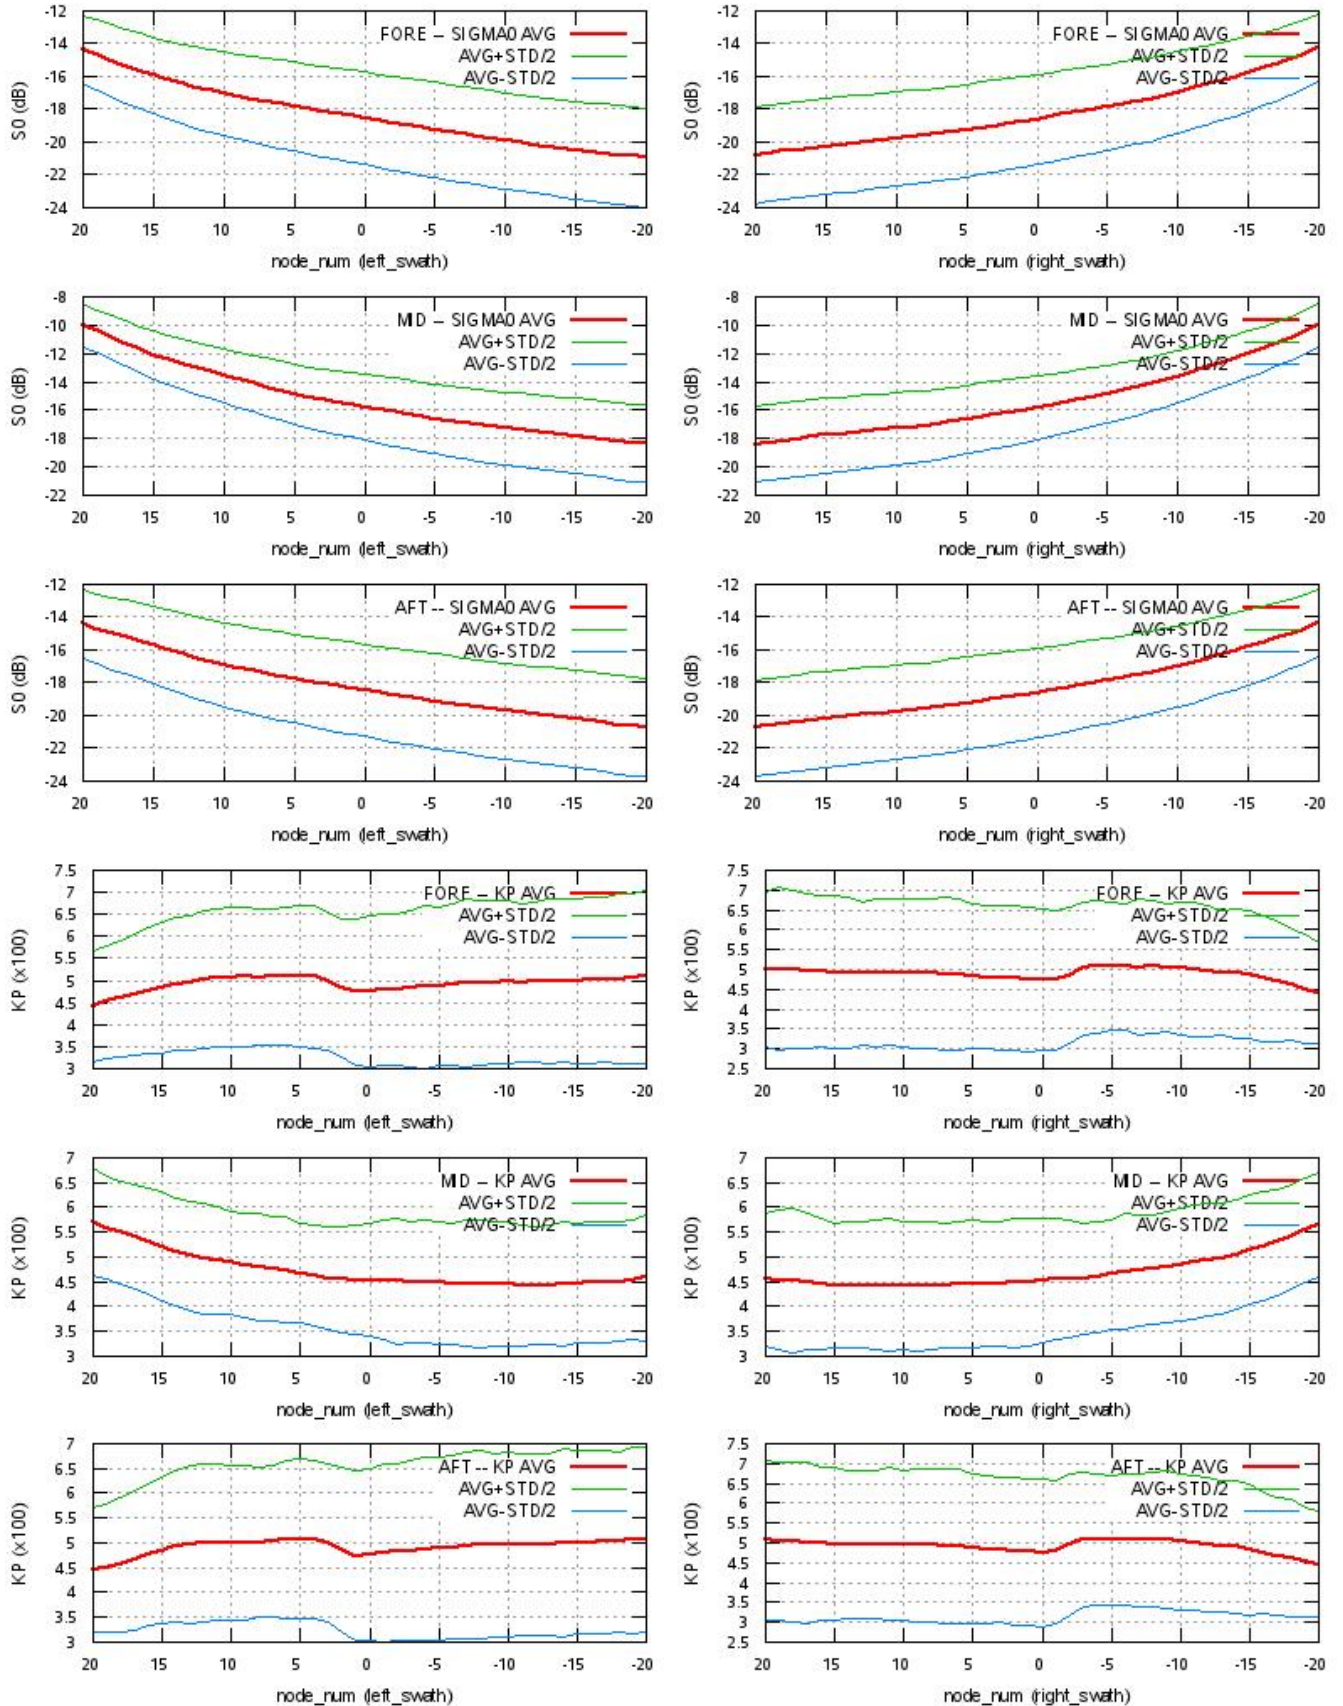 FORE -- SIGMA0 AVG
AVG+STD/2
AVG-STD/2
S0 (dB)
-12
-14
-16
-18
-20
-22
-24
20 15 10 5 0 -5 -10 -15 -20
node_num (left_swath)
FORE -- SIGMA0 AVG
AVG+STD/2
AVG-STD/2
S0 (dB)
-12
-14
-16
-18
-20
-22
-24
20 15 10 5 0 -5 -10 -15 -20
node_num (right_swath)
MID -- SIGMA0 AVG
AVG+STD/2
AVG-STD/2
S0 (dB)
-8
-10
-12
-14
-16
-18
-20
-22
20 15 10 5 0 -5 -10 -15 -20
node_num (left_swath)
MID -- SIGMA0 AVG
AVG+STD/2
AVG-STD/2
S0 (dB)
-8
-10
-12
-14
-16
-18
-20
-22
20 15 10 5 0 -5 -10 -15 -20
node_num (right_swath)
AFT -- SIGMA0 AVG
AVG+STD/2
AVG-STD/2
S0 (dB)
-12
-14
-16
-18
-20
-22
-24
20 15 10 5 0 -5 -10 -15 -20
node_num (left_swath)
AFT -- SIGMA0 AVG
AVG+STD/2
AVG-STD/2
S0 (dB)
-12
-14
-16
-18
-20
-22
-24
20 15 10 5 0 -5 -10 -15 -20
node_num (right_swath)
FORE -- KP AVG
AVG+STD/2
AVG-STD/2
KP (x100)
7.5
7
6.5
6
5.5
5
4.5
4
3.5
3
20 15 10 5 0 -5 -10 -15 -20
node_num (left_swath)
FORE -- KP AVG
AVG+STD/2
AVG-STD/2
KP (x100)
7.5
7
6.5
6
5.5
5
4.5
4
3.5
3
2.5
20 15 10 5 0 -5 -10 -15 -20
node_num (right_swath)
MID -- KP AVG
AVG+STD/2
AVG-STD/2
KP (x100)
7
6.5
6
5.5
5
4.5
4
3.5
3
20 15 10 5 0 -5 -10 -15 -20
node_num (left_swath)
MID -- KP AVG
AVG+STD/2
AVG-STD/2
KP (x100)
7
6.5
6
5.5
5
4.5
4
3.5
3
20 15 10 5 0 -5 -10 -15 -20
node_num (right_swath)
AFT -- KP AVG
AVG+STD/2
AVG-STD/2
KP (x100)
7
6.5
6
5.5
5
4.5
4
3.5
3
20 15 10 5 0 -5 -10 -15 -20
node_num (left_swath)
AFT -- KP AVG
AVG+STD/2
AVG-STD/2
KP (x100)
7.5
7
6.5
6
5.5
5
4.5
4
3.5
3
2.5
20 15 10 5 0 -5 -10 -15 -20
node_num (right_swath)